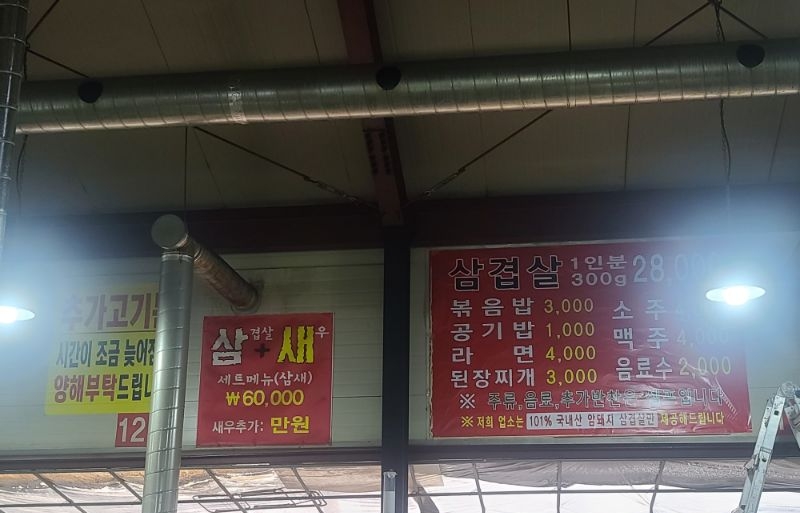 추가고기
시간이 조금 늦어
양해부탁드립니
12
삼겹살 + 새우
세트메뉴(삼새)
₩60,000
새우추가: 만원
삼겹살 1인분 300g 28,0
볶음밥 3,000 소주
공기밥 1,000 맥주 4,000
라면 4,000 음료수 2,000
된장찌개 3,000
※ 주류,음료,추가반찬은
※ 저희 업소는 101% 국내산 암돼지 삼겹살만 제공해드립니다